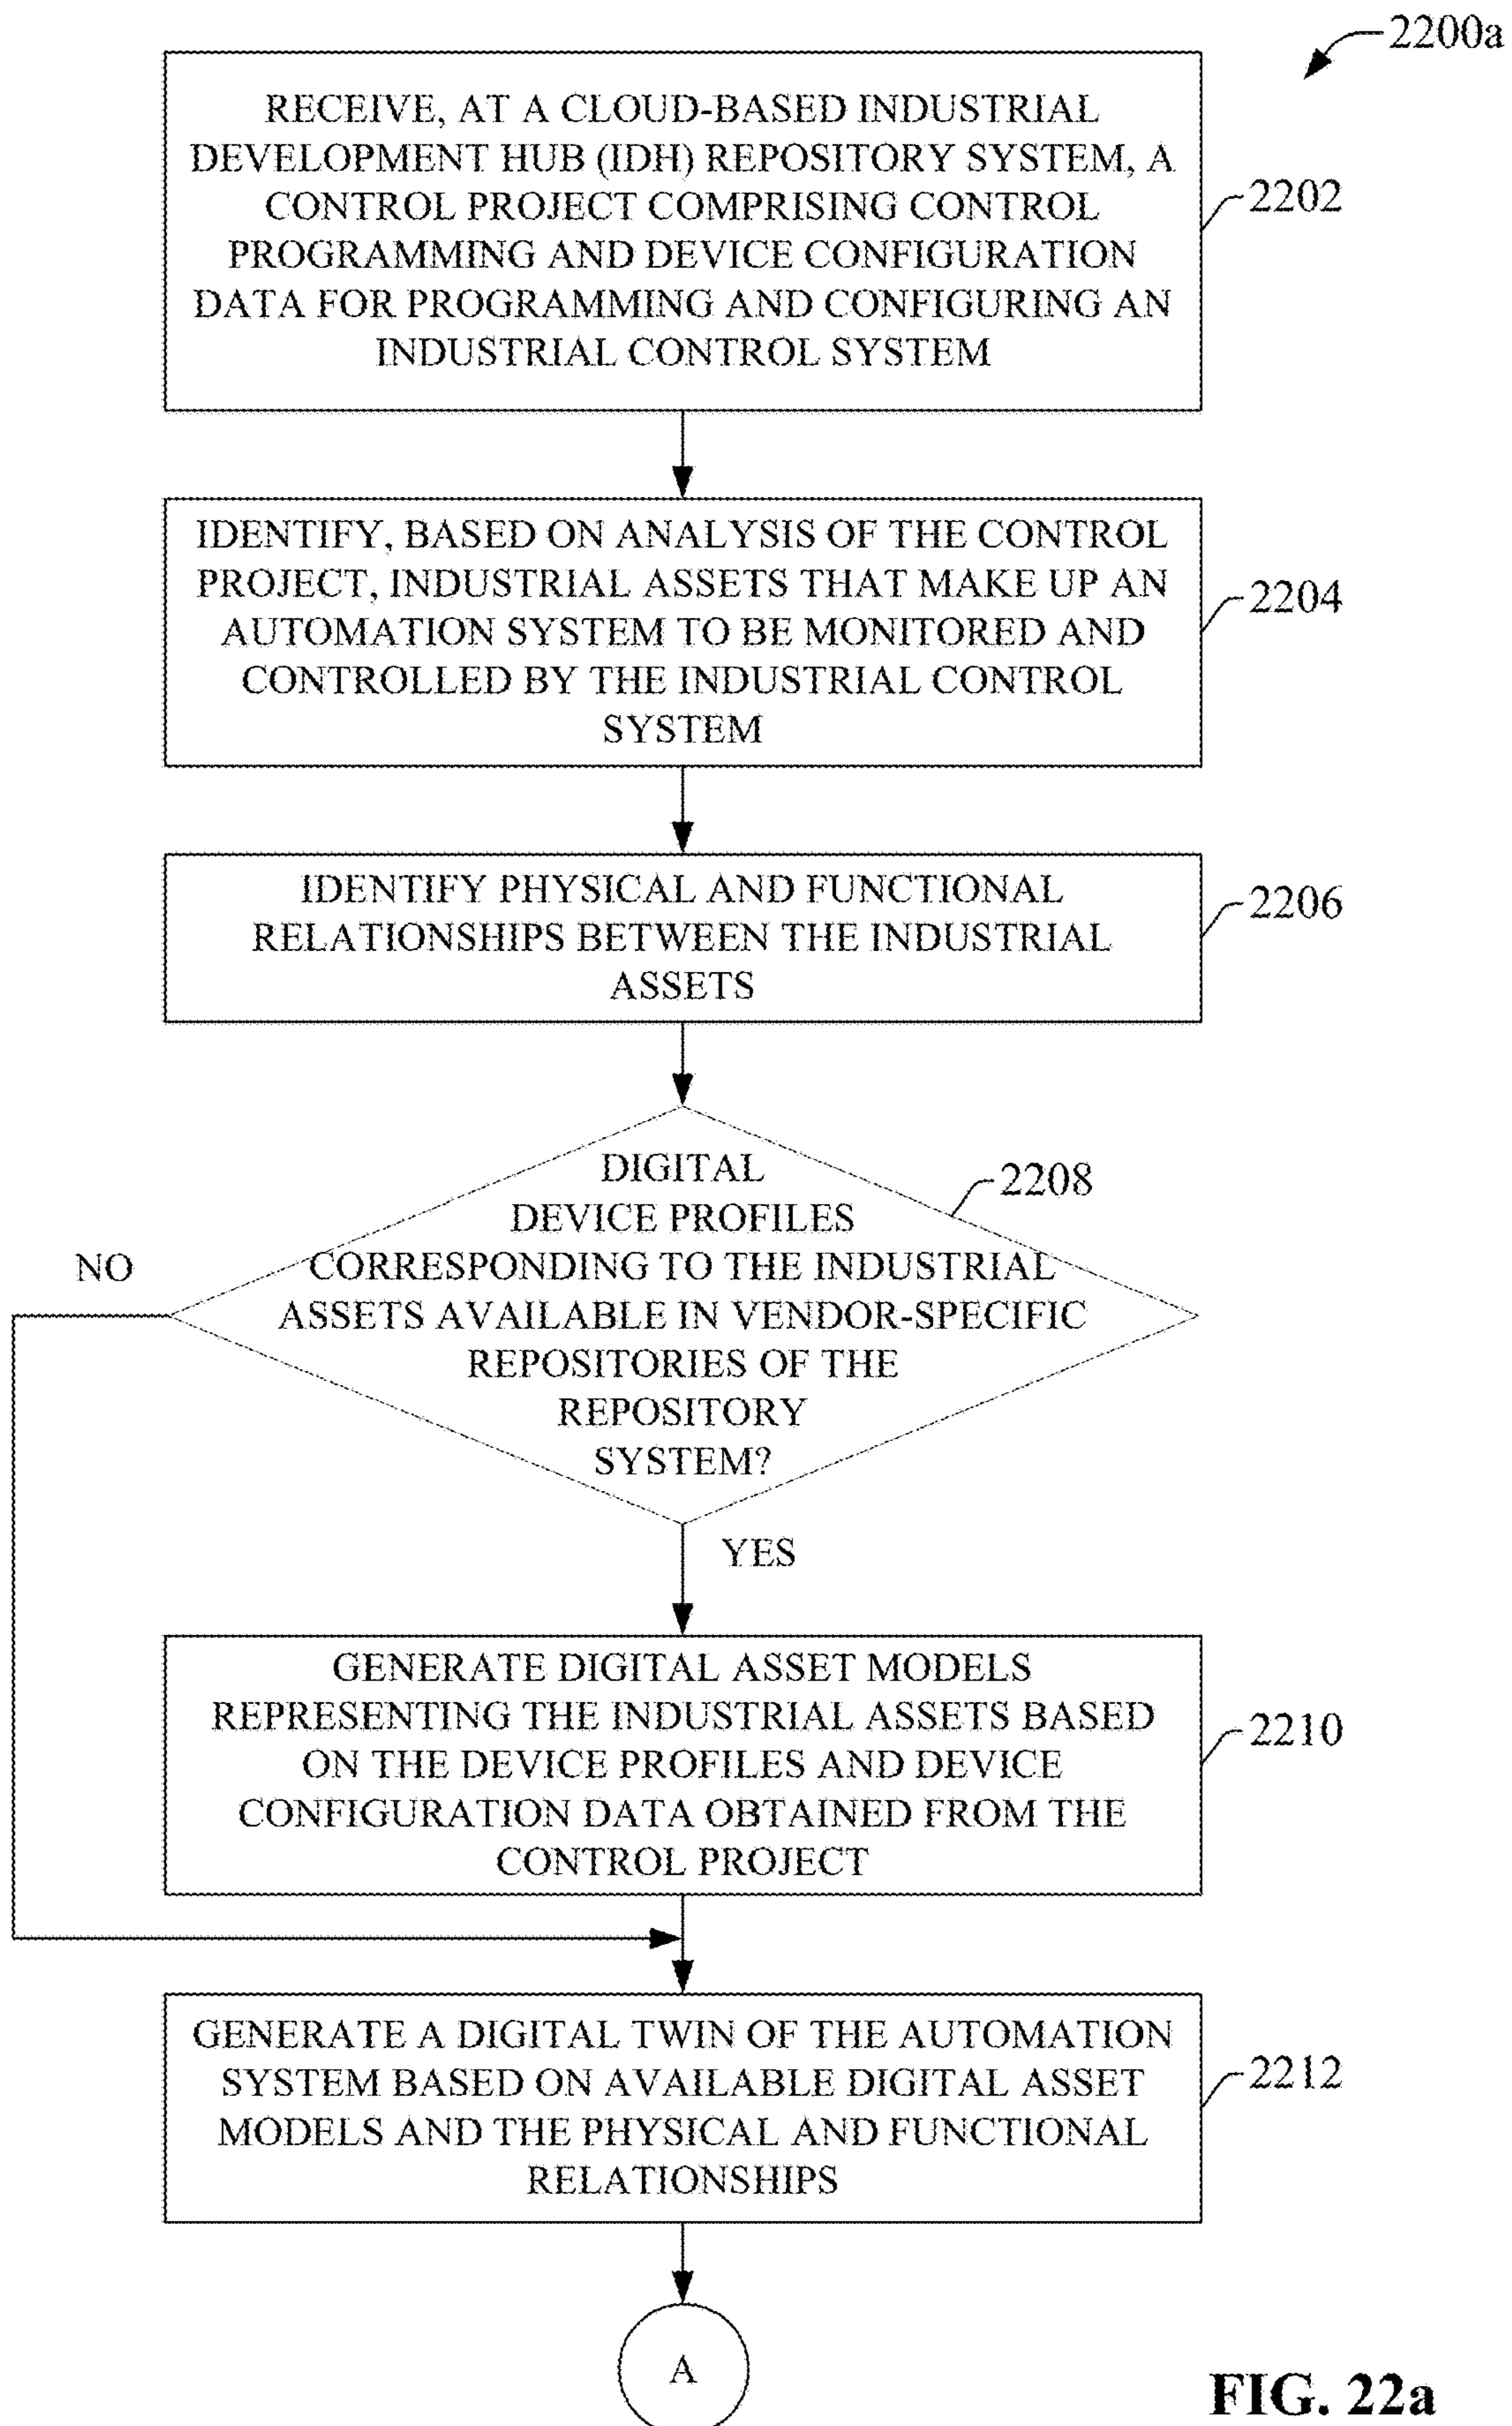 2200a
RECEIVE, AT A CLOUD-BASED INDUSTRIAL
DEVELOPMENT HUB (IDH) REPOSITORY SYSTEM, A
CONTROL PROJECT COMPRISING CONTROL
PROGRAMMING AND DEVICE CONFIGURATION
DATA FOR PROGRAMMING AND CONFIGURING AN
INDUSTRIAL CONTROL SYSTEM
2202
IDENTIFY, BASED ON ANALYSIS OF THE CONTROL
PROJECT, INDUSTRIAL ASSETS THAT MAKE UP AN
AUTOMATION SYSTEM TO BE MONITORED AND
CONTROLLED BY THE INDUSTRIAL CONTROL
SYSTEM
2204
IDENTIFY PHYSICAL AND FUNCTIONAL
RELATIONSHIPS BETWEEN THE INDUSTRIAL
ASSETS
2206
DIGITAL
DEVICE PROFILES
CORRESPONDING TO THE INDUSTRIAL
ASSETS AVAILABLE IN VENDOR-SPECIFIC
REPOSITORIES OF THE
REPOSITORY
SYSTEM?
2208
NO
YES
GENERATE DIGITAL ASSET MODELS
REPRESENTING THE INDUSTRIAL ASSETS BASED
ON THE DEVICE PROFILES AND DEVICE
CONFIGURATION DATA OBTAINED FROM THE
CONTROL PROJECT
2210
GENERATE A DIGITAL TWIN OF THE AUTOMATION
SYSTEM BASED ON AVAILABLE DIGITAL ASSET
MODELS AND THE PHYSICAL AND FUNCTIONAL
RELATIONSHIPS
2212
A
FIG. 22a